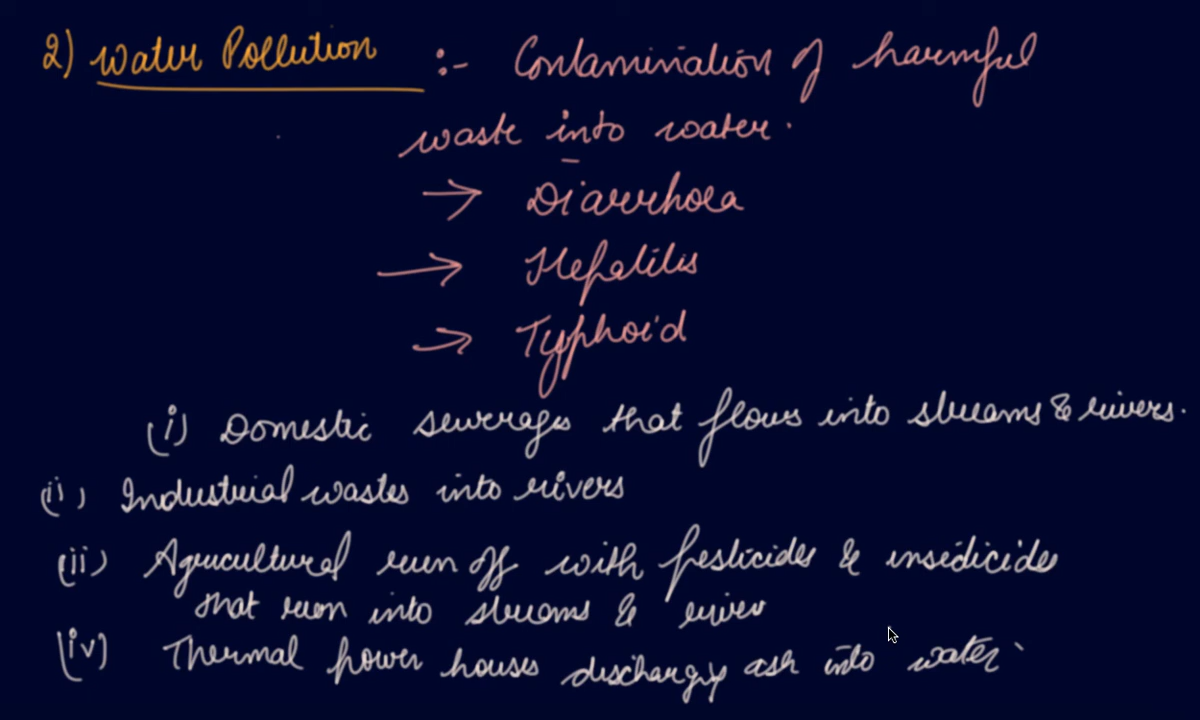 2) Water Pollution :- Contamination of harmful
waste into water.
→ Diarrhoea
→ Hepatitis
→ Typhoid
(i) Domestic sewerages that flows into streams & rivers.
(ii) Industrial wastes into rivers
(iii) Agricultural run off with pesticides & insedicide
that run into streams & river
(iv) Thermal power houses discharging ash into water